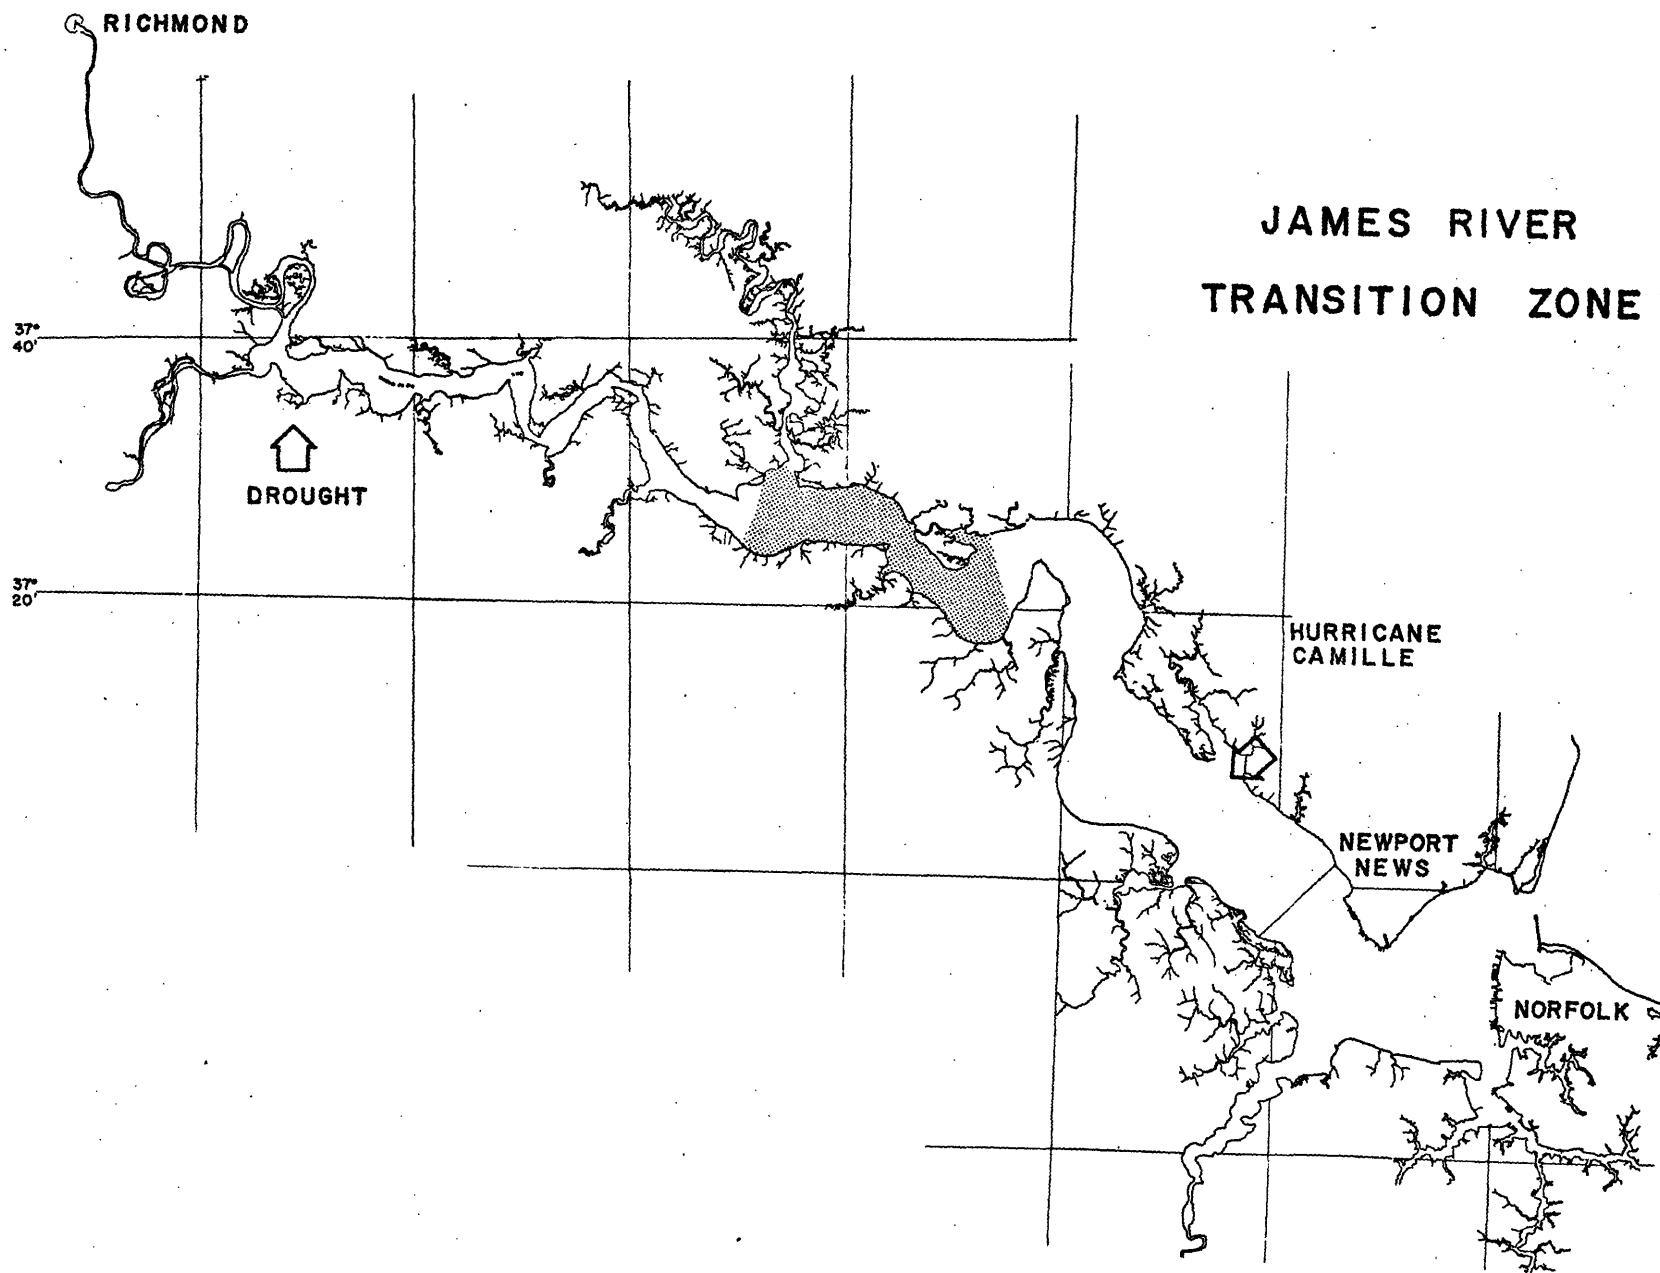 RICHMOND
JAMES RIVER
TRANSITION ZONE
37°
40'
DROUGHT
37°
20'
HURRICANE
CAMILLE
NEWPORT
NEWS
NORFOLK